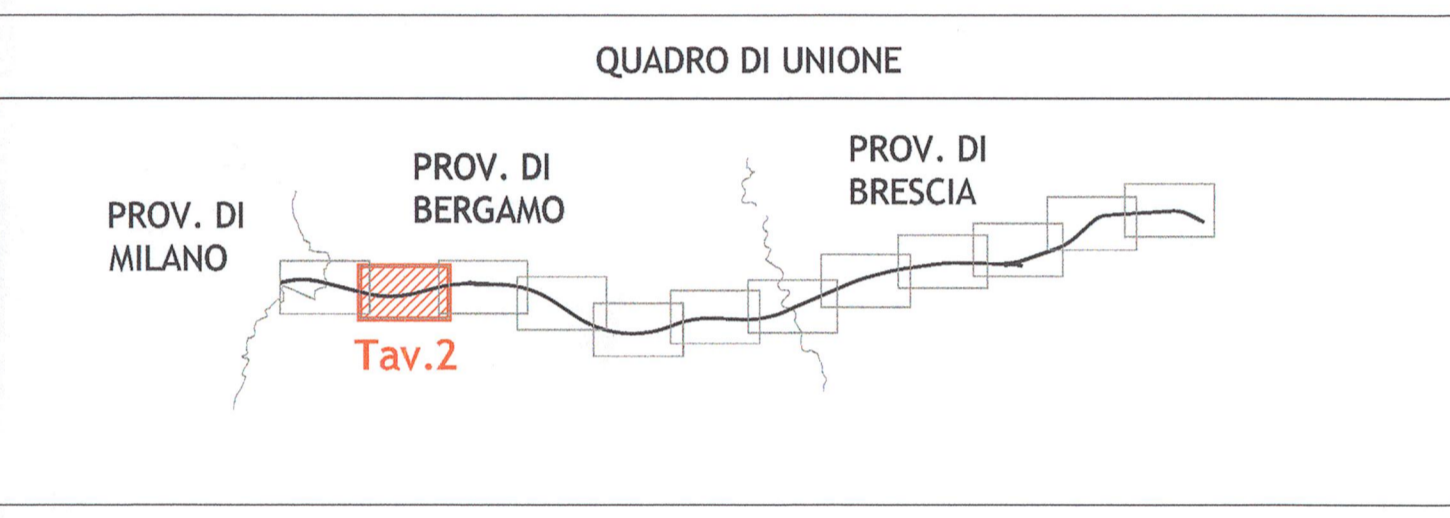 QUADRO DI UNIONE
PROV. DI
MILANO
PROV. DI
BERGAMO
PROV. DI
BRESCIA
Tav.2